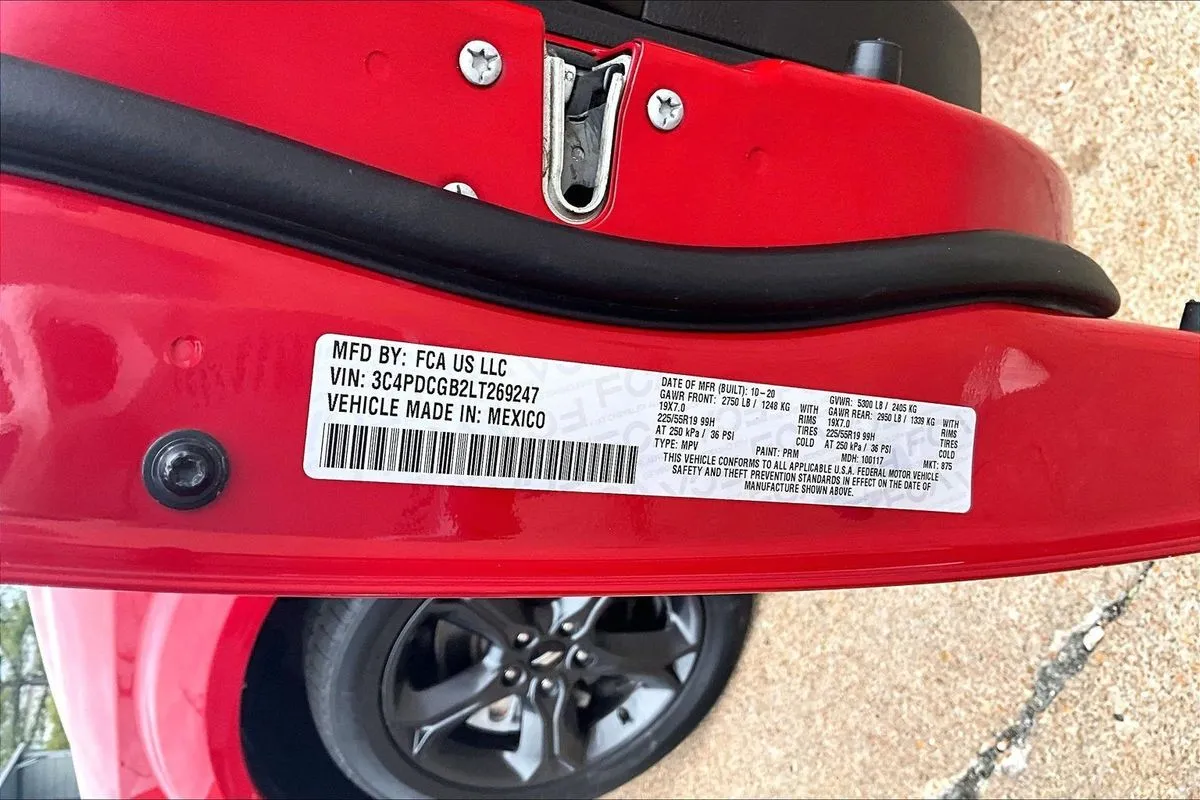 MFD BY: FCA US LLC
VIN: 3C4PDCGB2LT269247
VEHICLE MADE IN: MEXICO
DATE OF MFR (BUILT): 10-20 GVWR: 5300 LB / 2405 KG
GAWR FRONT: 2750 LB / 1248 KG WITH GAWR REAR: 2950 LB / 1339 KG WITH
19X7.0 RIMS 19X7.0 RIMS
225/55R19 99H TIRES 225/55R19 99H TIRES
AT 250 kPa / 36 PSI COLD AT 250 kPa / 36 PSI COLD
TYPE: MPV PAINT: PRM MDH: 100117 MKT: 875
THIS VEHICLE CONFORMS TO ALL APPLICABLE U.S.A. FEDERAL MOTOR VEHICLE
SAFETY AND THEFT PREVENTION STANDARDS IN EFFECT ON THE DATE OF
MANUFACTURE SHOWN ABOVE.